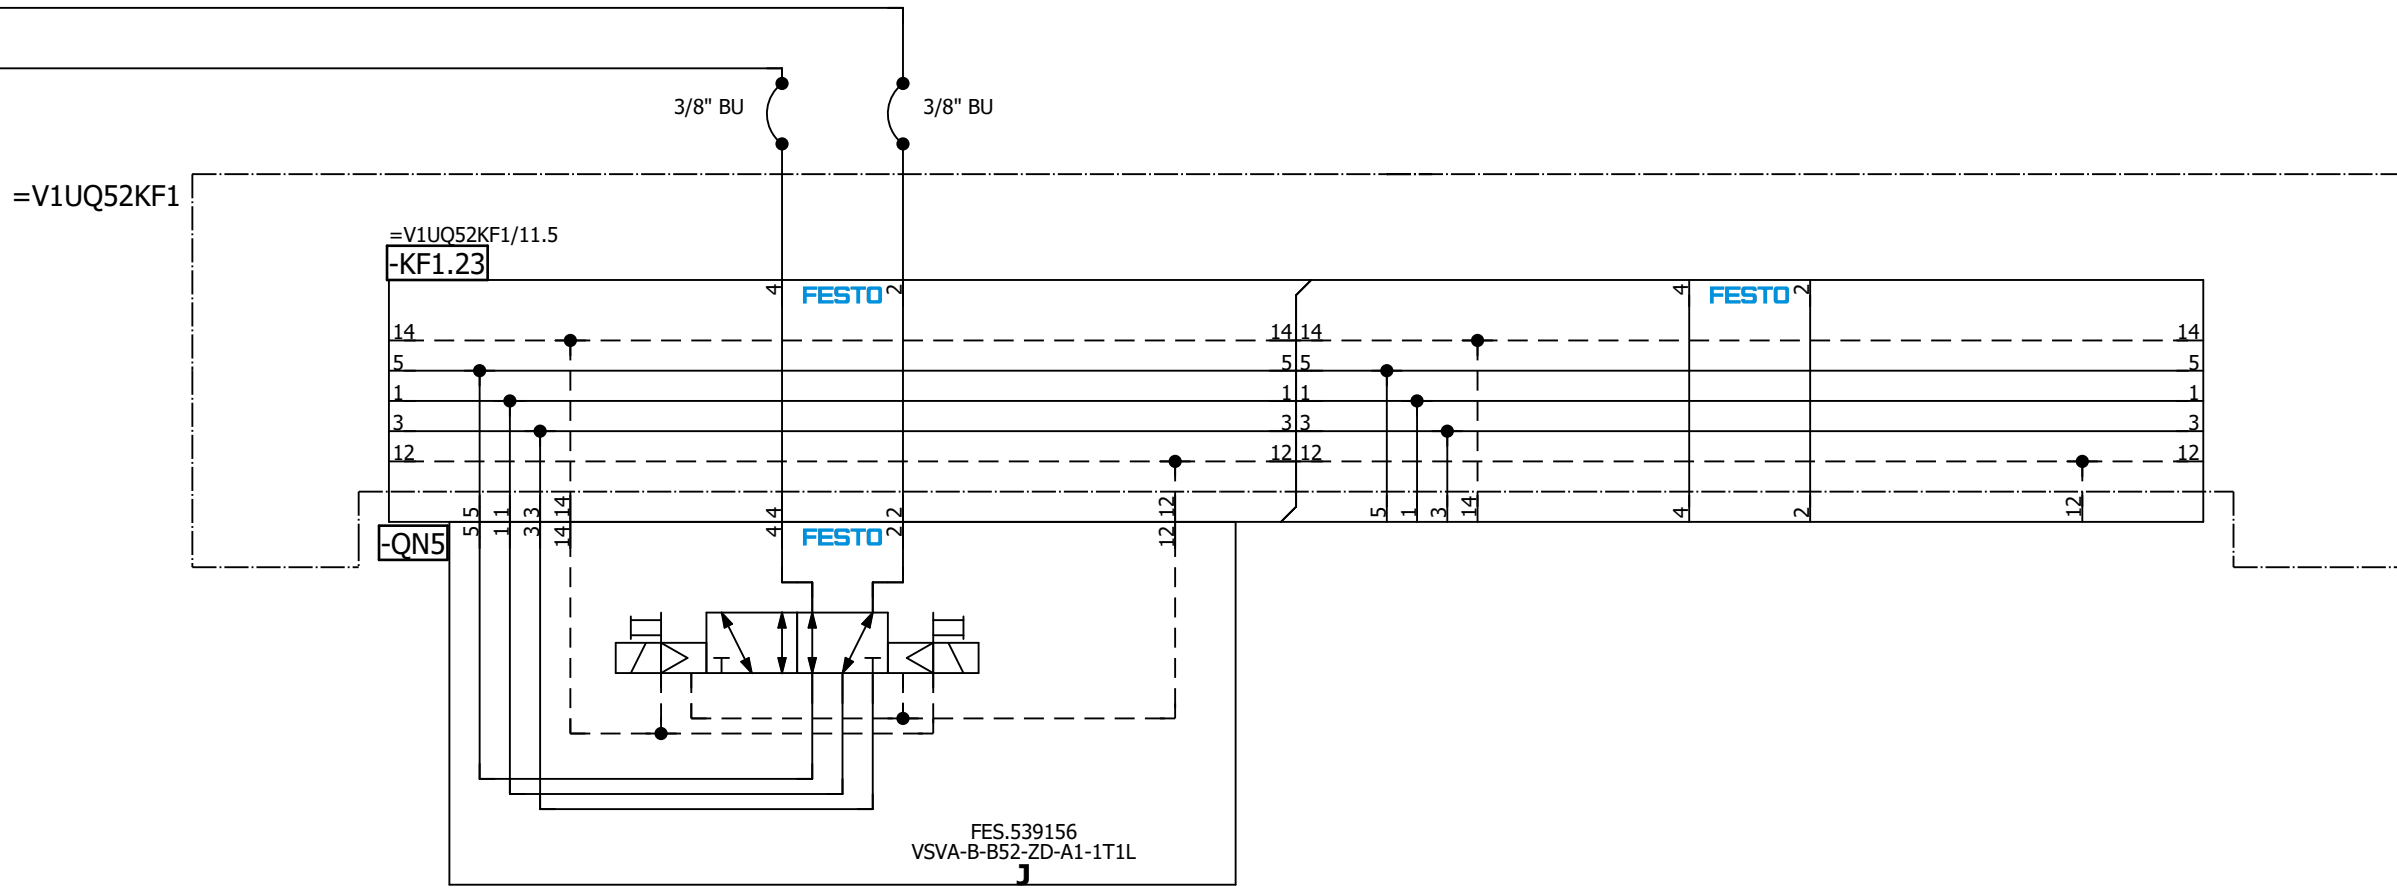 3/8" BU 3/8" BU
=V1UQ52KF1
=V1UQ52KF1/11.5
-KF1.23
4 FESTO 2 4 FESTO 2
14 14 14 14
5 5 5 5
1 1 1 1
3 3 3 3
12 12 12 12
5 1 3 14 4 2 12 5 1 3 14 4 2 12
-QN5
5 1 3 14 4 FESTO 2 12
FES.539156
VSVA-B-B52-ZD-A1-1T1L
J